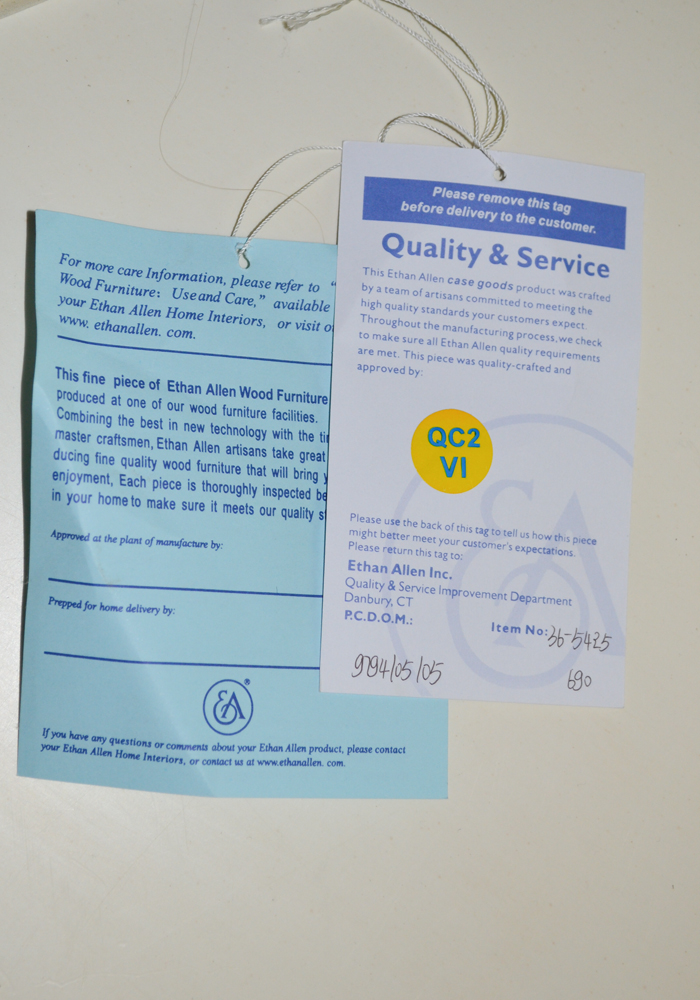 For more care Information, please refer to “
Wood Furniture: Use and Care,” available
your Ethan Allen Home Interiors, or visit
www. ethanallen. com.
This fine piece of Ethan Allen Wood Furniture
produced at one of our wood furniture facilities.
Combining the best in new technology with the
master craftsmen, Ethan Allen artisans take great
ducing fine quality wood furniture that will bring
enjoyment, Each piece is thoroughly inspected
in your home to make sure it meets our quality
Approved at the plant of manufacture by:
Prepped for home delivery by:
EA®
If you have any questions or comments about your Ethan Allen product, please contact
your Ethan Allen Home Interiors, or contact us at www.ethanallen. com.
Please remove this tag
before delivery to the customer.
Quality & Service
This Ethan Allen case goods product was crafted
by a team of artisans committed to meeting the
high quality standards your customers expect.
Throughout the manufacturing process, we check
to make sure all Ethan Allen quality requirements
are met. This piece was quality-crafted and
approved by:
QC2
VI
Please use the back of this tag to tell us how this piece
might better meet your customer's expectations.
Please return this tag to:
Ethan Allen Inc.
Quality & Service Improvement Department
Danbury, CT
P.C.D.O.M.:
Item No: 36-5425
9794/05/05
690